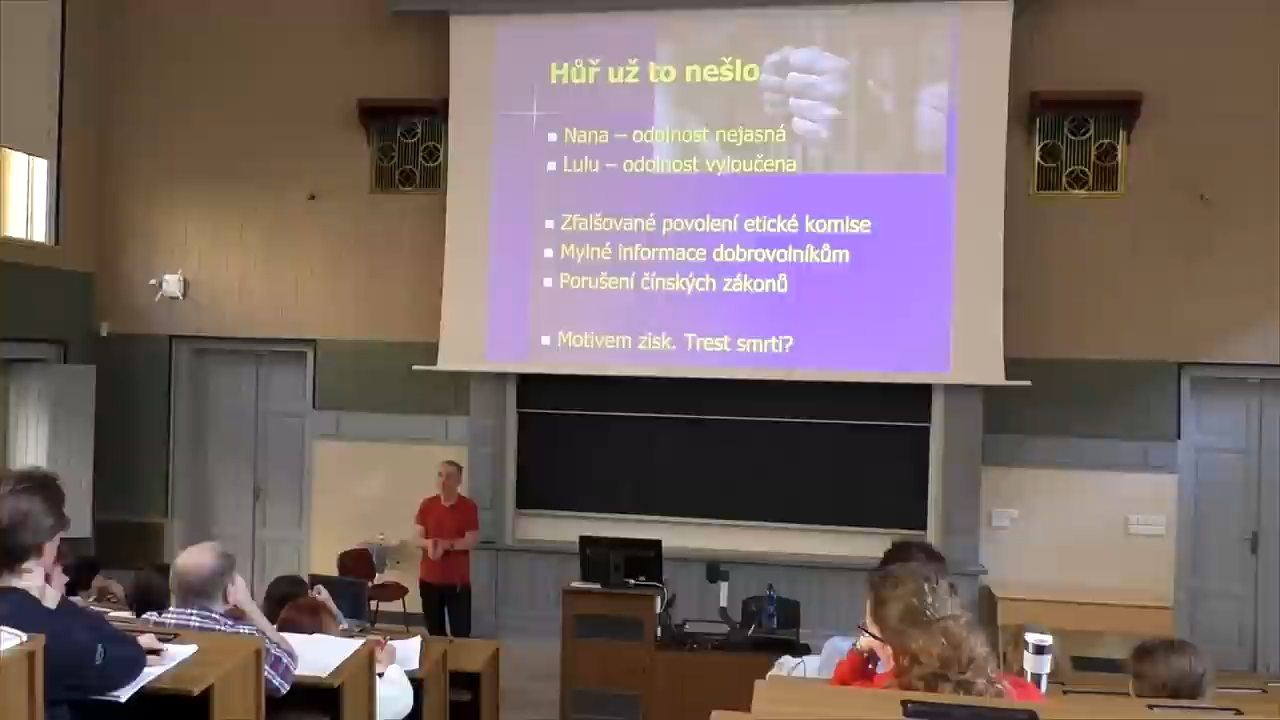 Hůř už to nešlo
Nana – odolnost nejasná
Lulu – odolnost vyloučena
Zfalšované povolení etické komise
Mylné informace dobrovolníkům
Porušení čínských zákonů
Motivem zisk. Trest smrti?